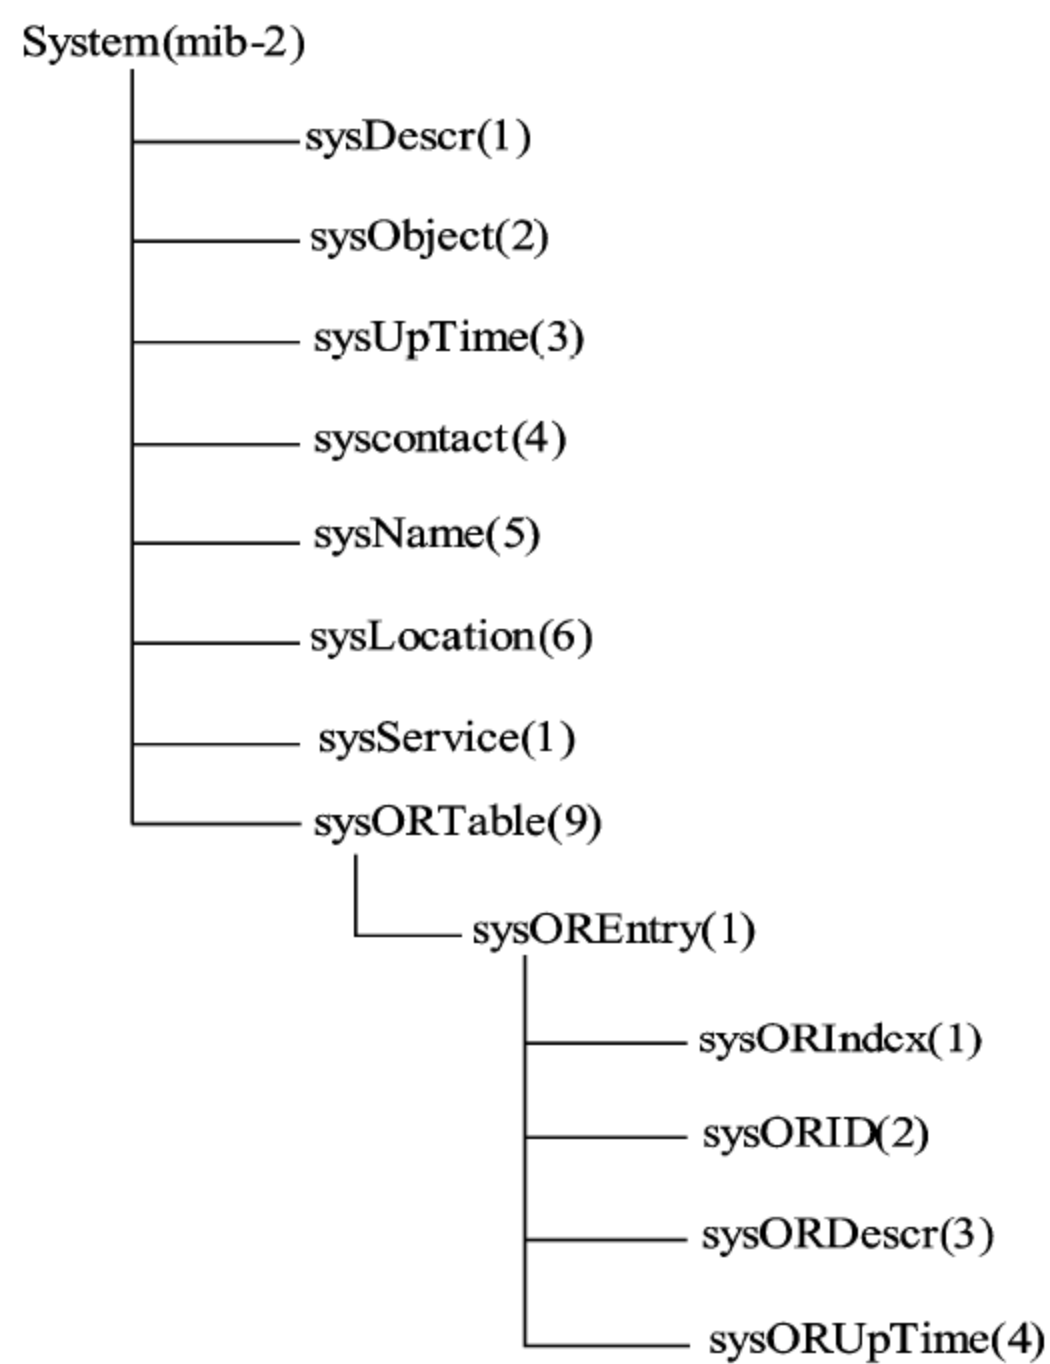 System(mib-2)
sysDescr(1)
sysObject(2)
sysUpTime(3)
syscontact(4)
sysName(5)
sysLocation(6)
sysService(1)
sysORTable(9)
sysOREntry(1)
sysORIndex(1)
sysORID(2)
sysORDescr(3)
sysORUpTime(4)